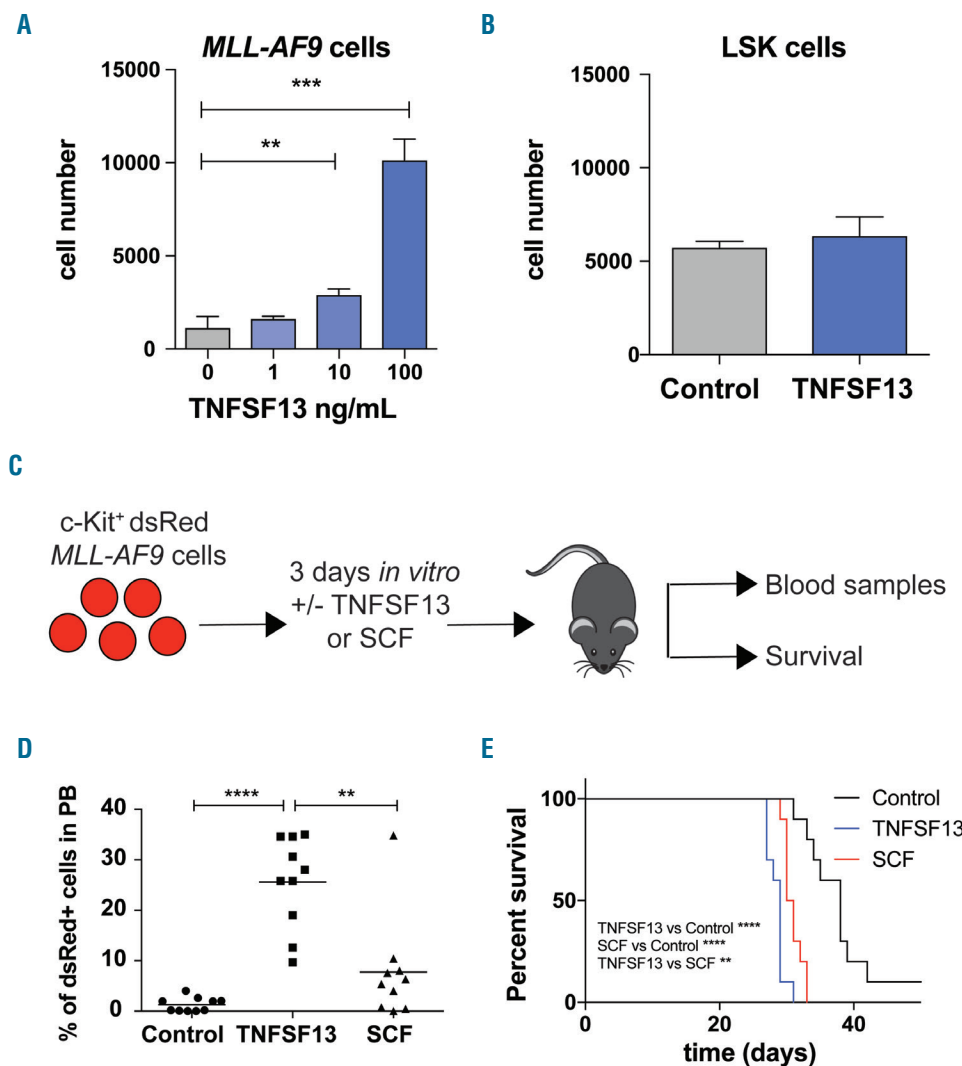 A
MLL-AF9 cells
15000
10000
5000
0
cell number
***
**
0 1 10 100
TNFSF13 ng/mL
B
LSK cells
15000
10000
5000
0
cell number
Control TNFSF13
C
c-Kit+ dsRed
MLL-AF9 cells
3 days in vitro
+/- TNFSF13
or SCF
Blood samples
Survival
D
% of dsRed+ cells in PB
40
30
20
10
0
**** **
Control TNFSF13 SCF
E
Percent survival
100
50
0
Control
TNFSF13
SCF
TNFSF13 vs Control ****
SCF vs Control ****
TNFSF13 vs SCF **
0 20 40
time (days)